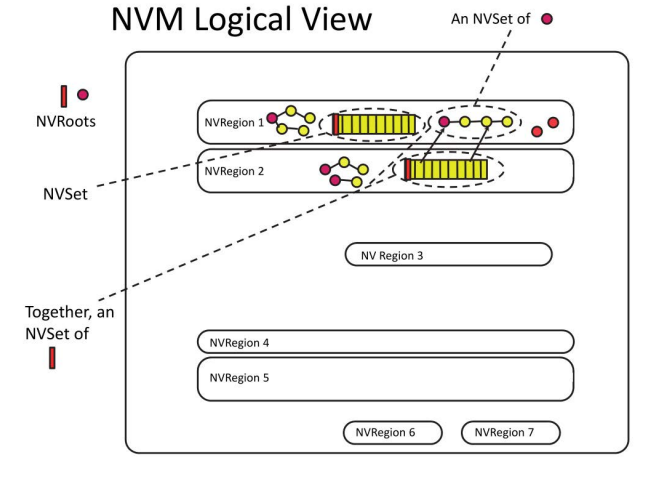 NVM Logical View
An NVSet of
NVRoots
NVRegion 1
NVRegion 2
NVSet
NV Region 3
Together, an
NVSet of
NVRegion 4
NVRegion 5
NVRegion 6
NVRegion 7